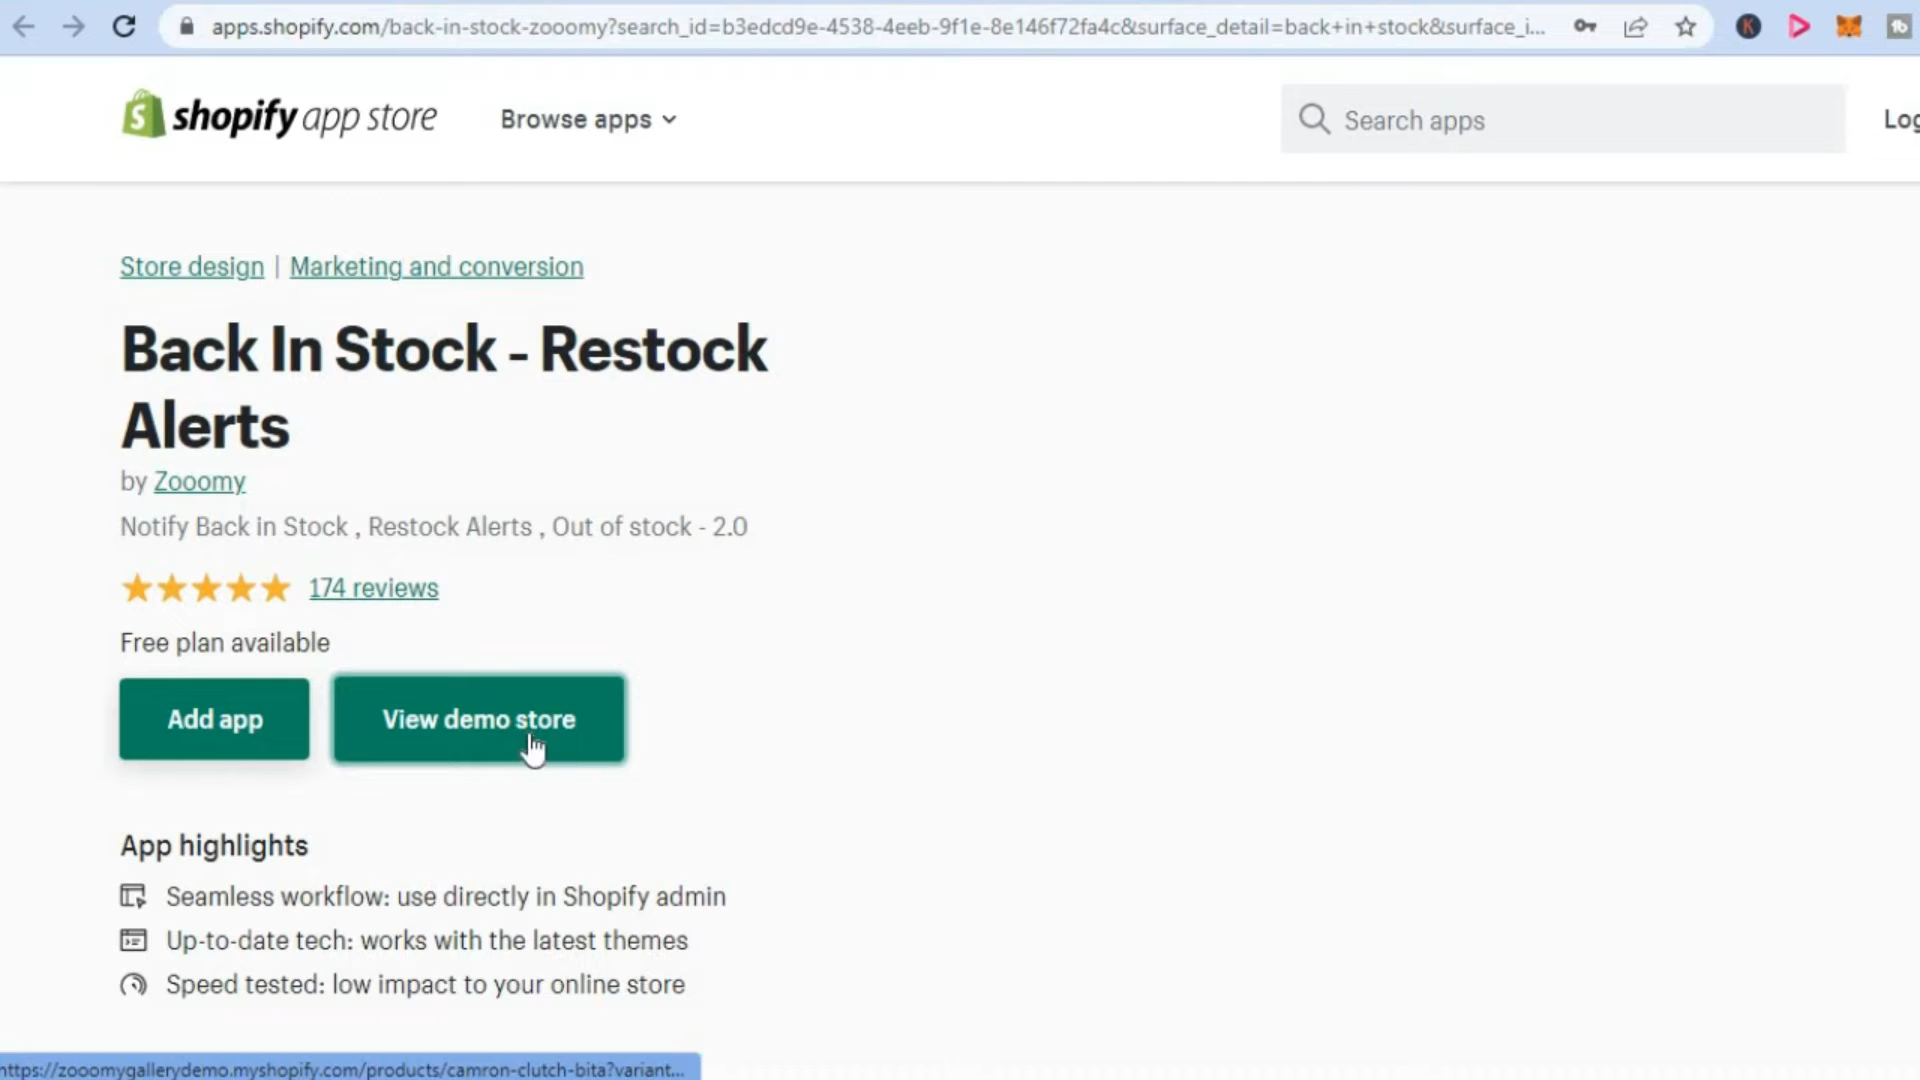 apps.shopify.com/back-in-stock-zooomy?search_id=b3edcd9e-4538-4eeb-9f1e-8e146f72fa4c&surface_detail=back+in+stock&surface_i...
shopify app store
Browse apps
Search apps
Log
Store design | Marketing and conversion
Back In Stock - Restock
Alerts
by Zooomy
Notify Back in Stock , Restock Alerts , Out of stock - 2.0
174 reviews
Free plan available
Add app
View demo store
App highlights
Seamless workflow: use directly in Shopify admin
Up-to-date tech: works with the latest themes
Speed tested: low impact to your online store
https://zooomygallerydemo.myshopify.com/products/camron-clutch-bita?variant...